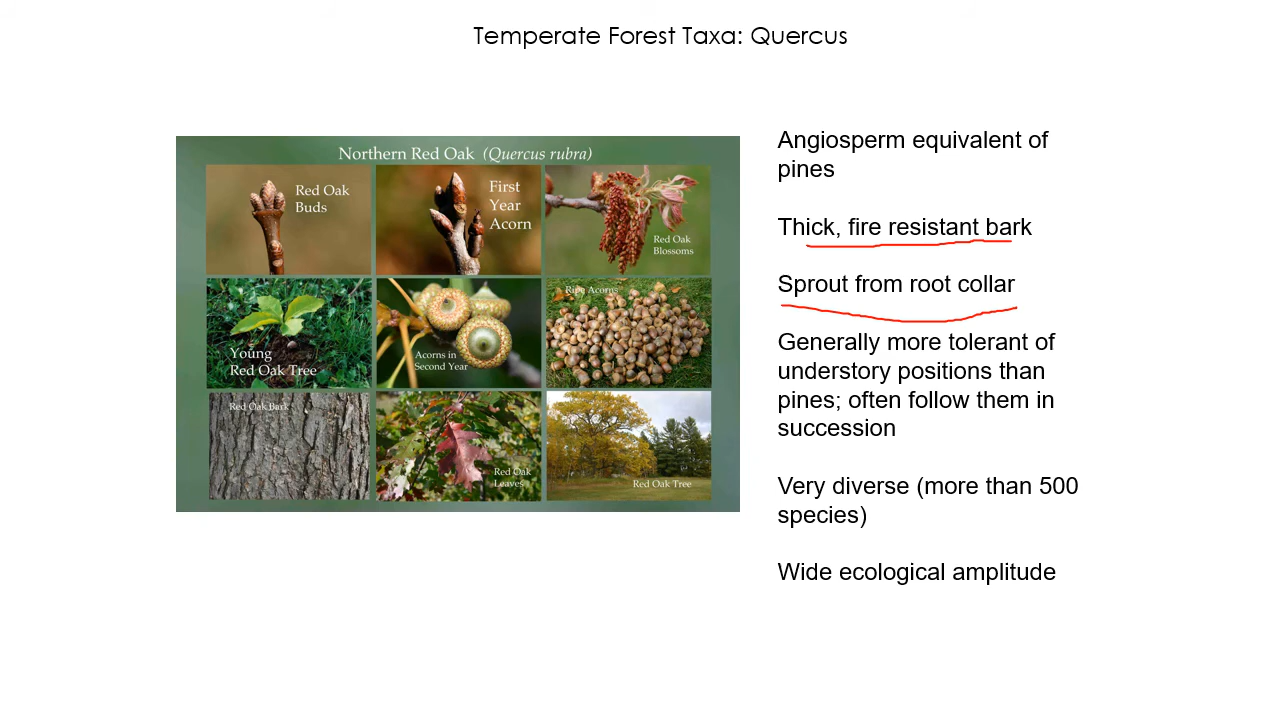 Temperate Forest Taxa: Quercus
Northern Red Oak (Quercus rubra)
Red Oak
Buds
First
Year
Acorn
Red Oak
Blossoms
Young
Red Oak Tree
Acorns in
Second Year
Ripe Acorns
Red Oak Bark
Red Oak
Leaves
Red Oak Tree
Angiosperm equivalent of
pines
Thick, fire resistant bark
Sprout from root collar
Generally more tolerant of
understory positions than
pines; often follow them in
succession
Very diverse (more than 500
species)
Wide ecological amplitude